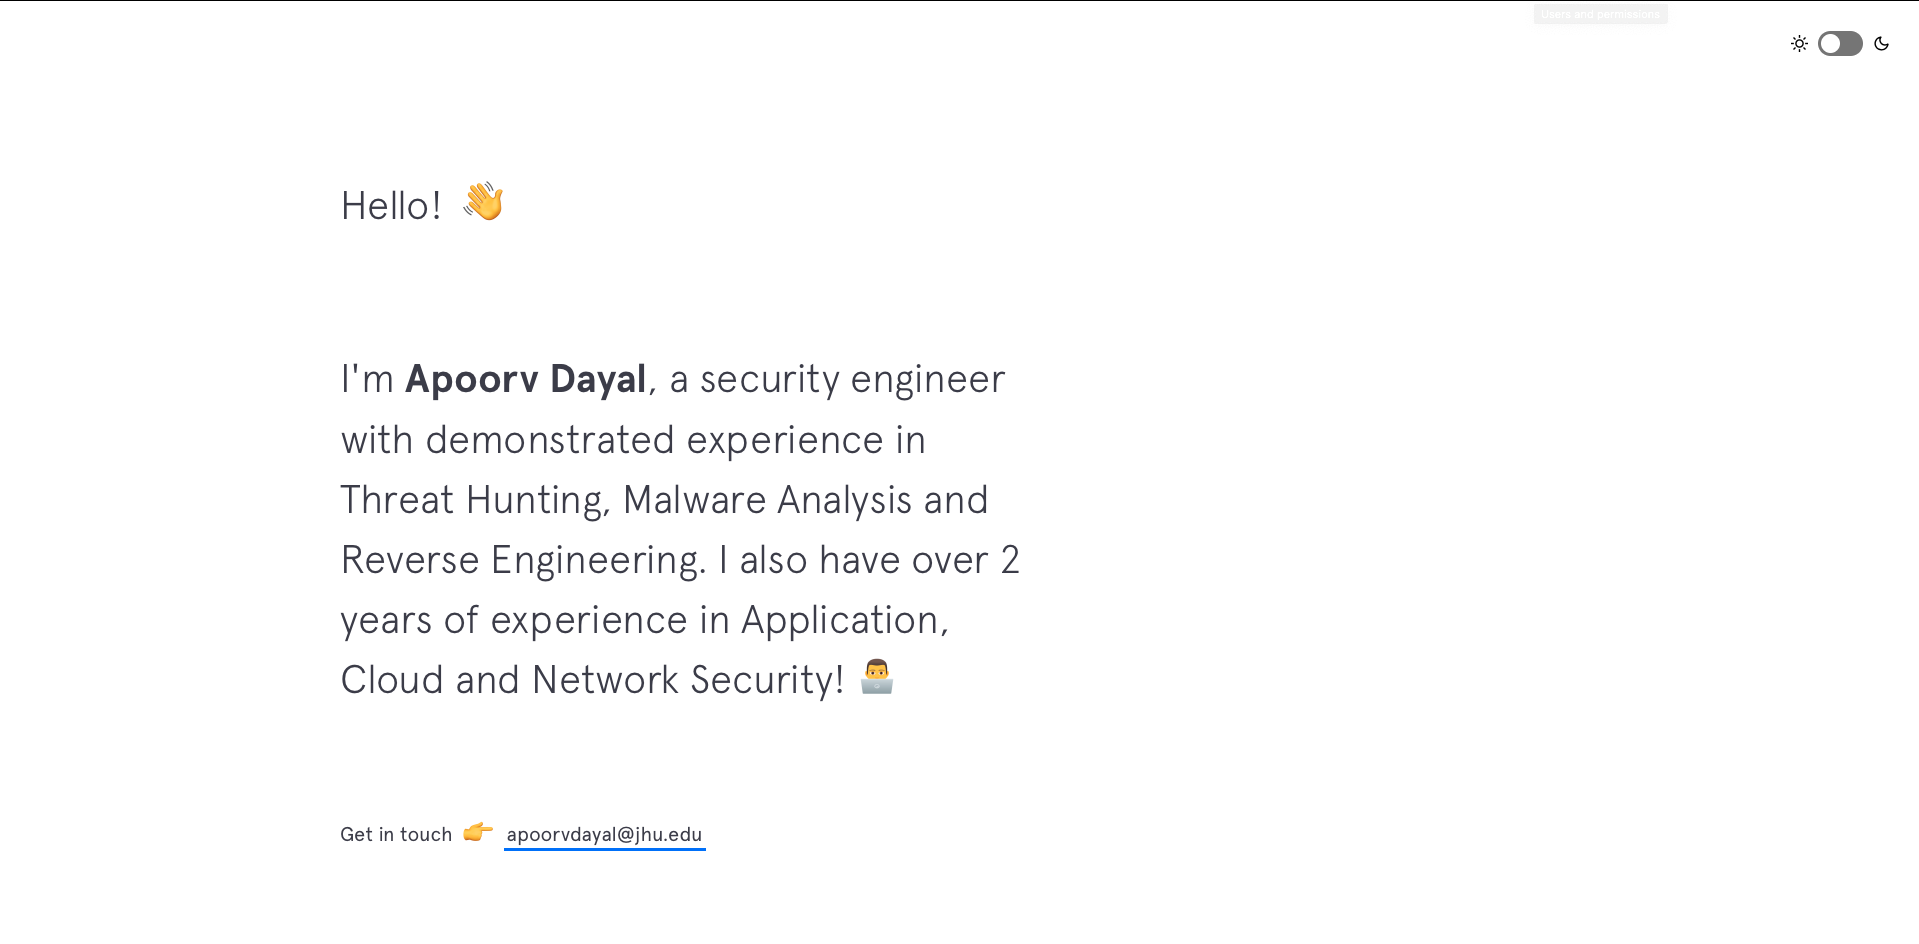 Users and permissions
Hello! 👋
I'm Apoorv Dayal, a security engineer
with demonstrated experience in
Threat Hunting, Malware Analysis and
Reverse Engineering. I also have over 2
years of experience in Application,
Cloud and Network Security! 👨‍💻
Get in touch 👉 apoorvdayal@jhu.edu